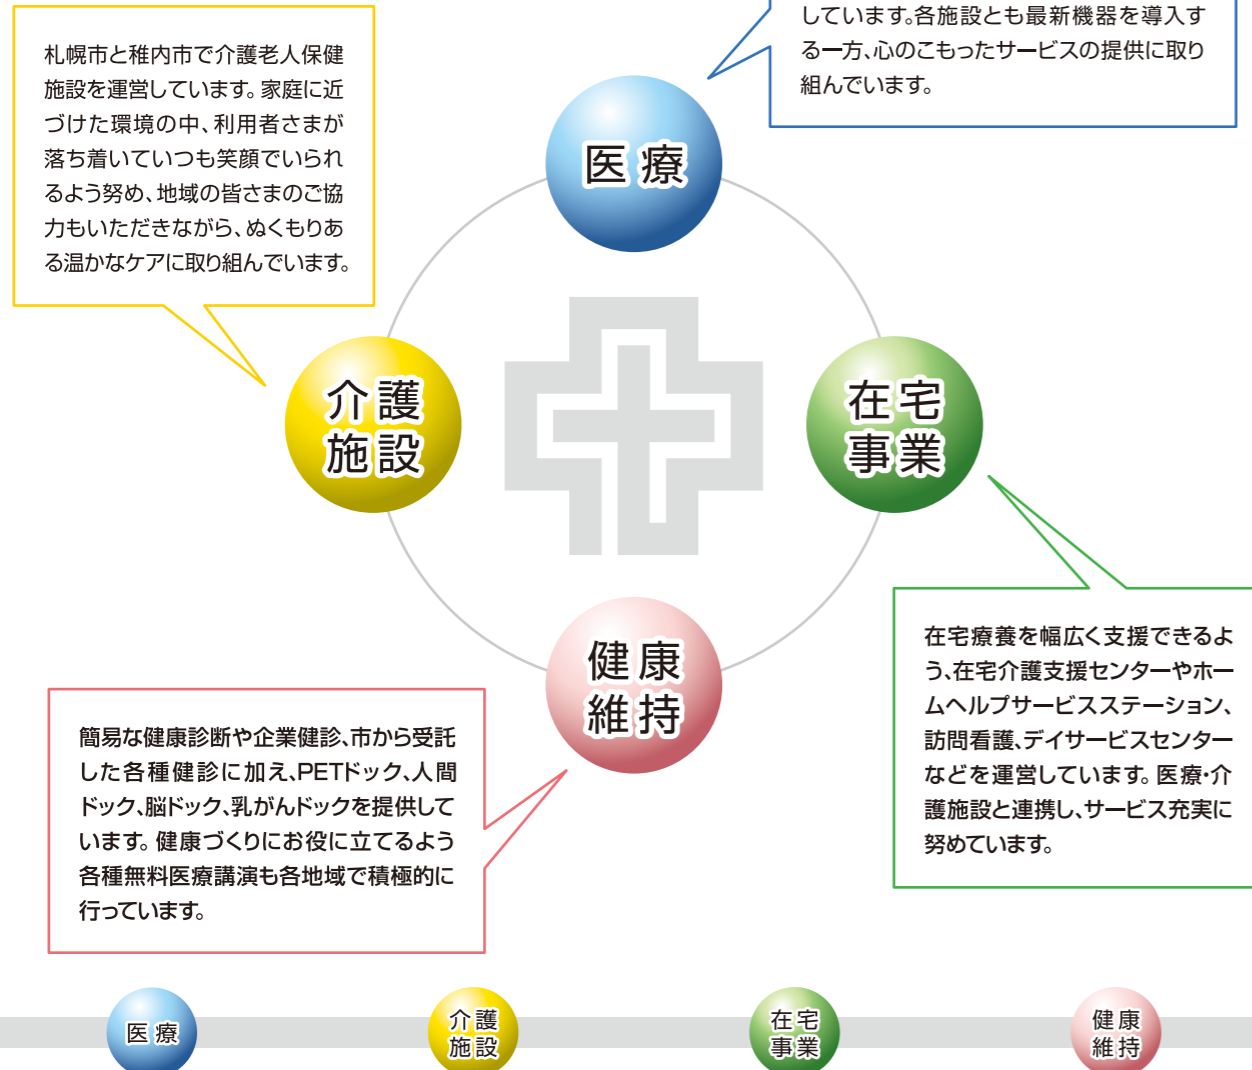 しています。各施設とも最新機器を導入す
る一方、心のこもったサービスの提供に取り
組んでいます。
札幌市と稚内市で介護老人保健
施設を運営しています。家庭に近
づけた環境の中、利用者さまが
落ち着いていつも笑顔でいられ
るよう努め、地域の皆さまのご協
力もいただきながら、ぬくもりあ
る温かなケアに取り組んでいます。
医療
介護
施設
在宅
事業
健康
維持
在宅療養を幅広く支援できるよ
う、在宅介護支援センターやホー
ムヘルプサービスステーション、
訪問看護、デイサービスセンター
などを運営しています。医療・介
護施設と連携し、サービス充実に
努めています。
簡易な健康診断や企業健診、市から受託
した各種健診に加え、PETドック、人間
ドック、脳ドック、乳がんドックを提供して
います。健康づくりにお役に立てるよう
各種無料医療講演も各地域で積極的に
行っています。
医療
介護
施設
在宅
事業
健康
維持